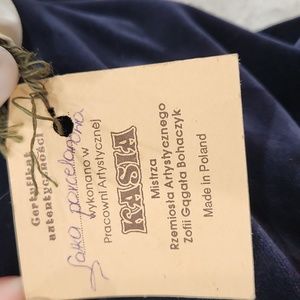 Certyfikat
autentyczności
Lalka porcelanowa
wykonano w
Pracowni Artystycznej
KASIA
Mistrza
Rzemiosła Artystycznego
Zofii Gągała Bohaczyk
Made in Poland